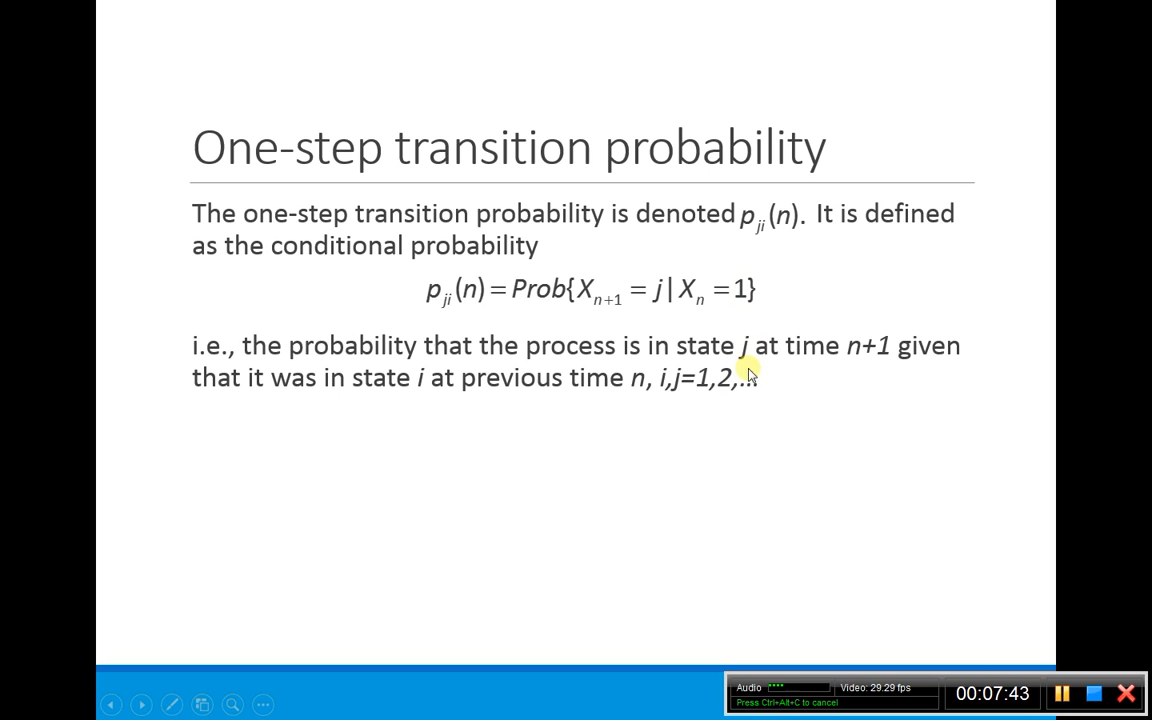 One-step transition probability
The one-step transition probability is denoted p_ji(n). It is defined
as the conditional probability
p_ji(n) = Prob{X_n+1 = j | X_n = 1}
i.e., the probability that the process is in state j at time n+1 given
that it was in state i at previous time n, i,j=1,2,...
Audio
Video: 29.29 fps
Press Ctrl+Alt+C to cancel
00:07:43